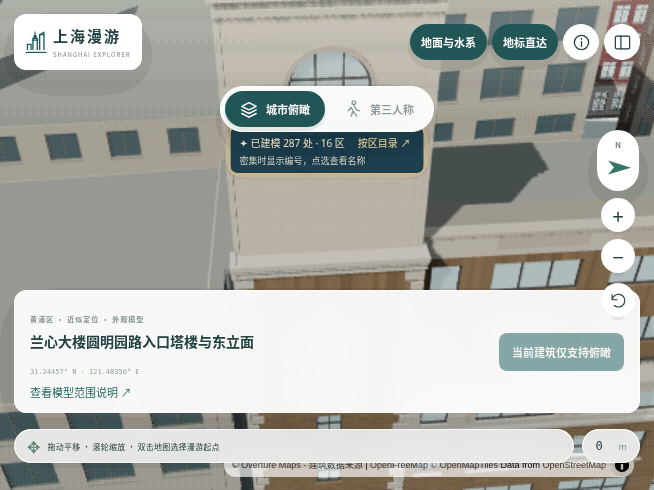 上海漫游
SHANGHAI EXPLORER
地面与水系
地标直达
城市俯瞰
第三人称
✦ 已建模 287 处 · 16 区 按区目录 ↗
密集时显示编号，点选查看名称
N
+
−
黄浦区 · 近似定位 · 外观模型
兰心大楼圆明园路入口塔楼与东立面
31.24457° N · 121.48350° E
查看模型范围说明 ↗
当前建筑仅支持俯瞰
拖动平移 · 滚轮缩放 · 双击地图选择漫游起点
0 m
© Overture Maps · 建筑数据来源 | OpenFreeMap © OpenMapTiles Data from OpenStreetMap